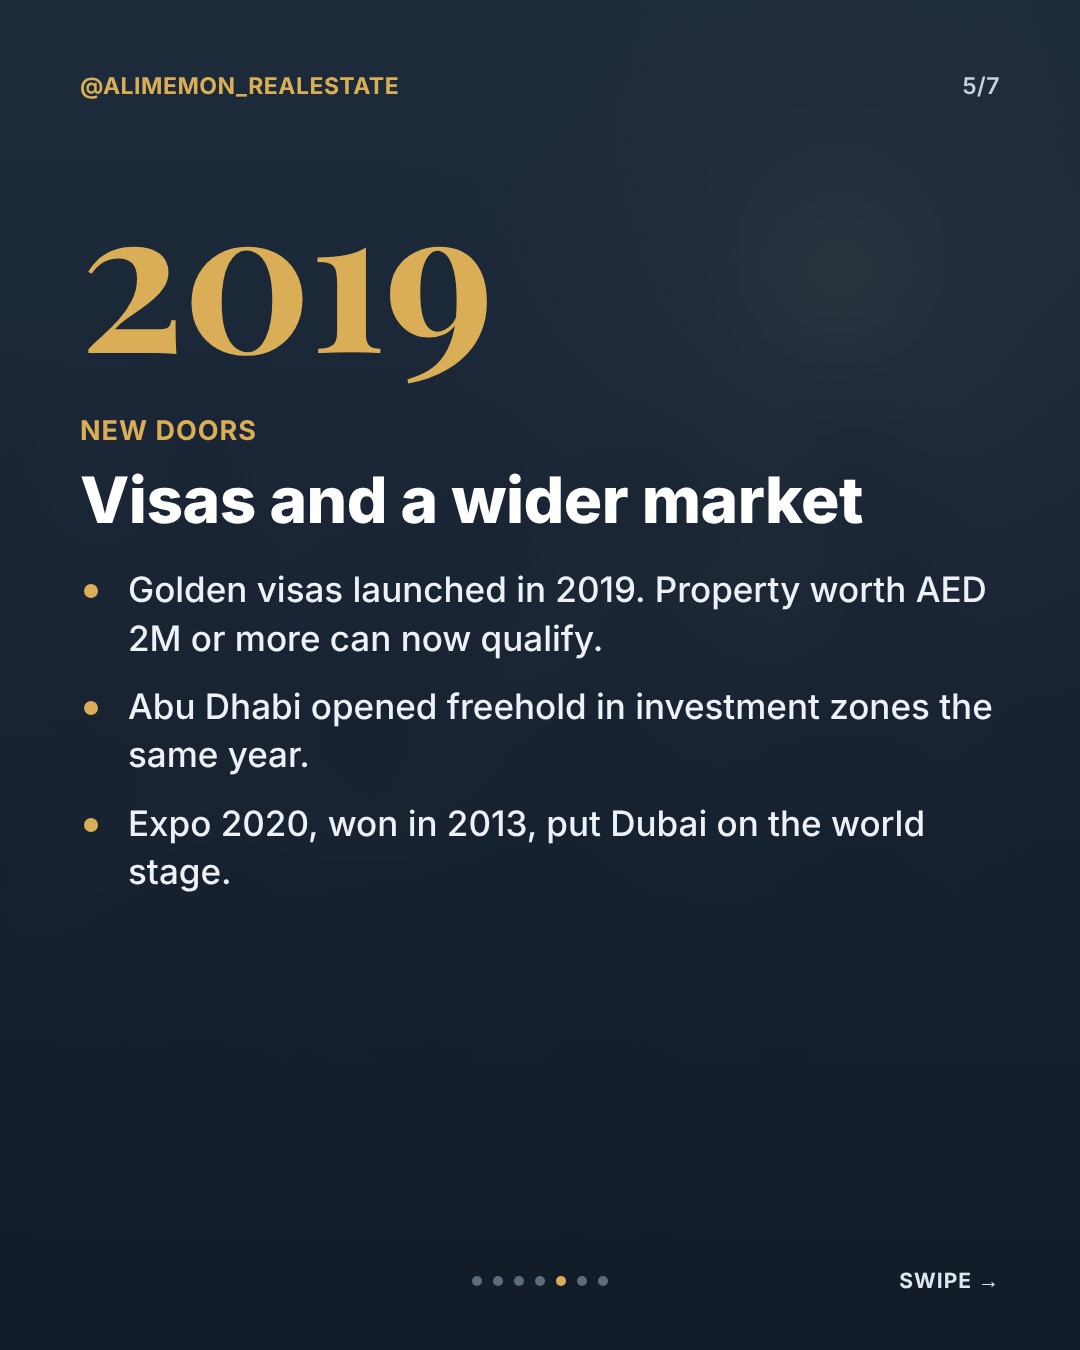 @ALIMEMON_REALESTATE
5/7
2019
NEW DOORS
Visas and a wider market
• Golden visas launched in 2019. Property worth AED
2M or more can now qualify.
• Abu Dhabi opened freehold in investment zones the
same year.
• Expo 2020, won in 2013, put Dubai on the world
stage.
SWIPE →